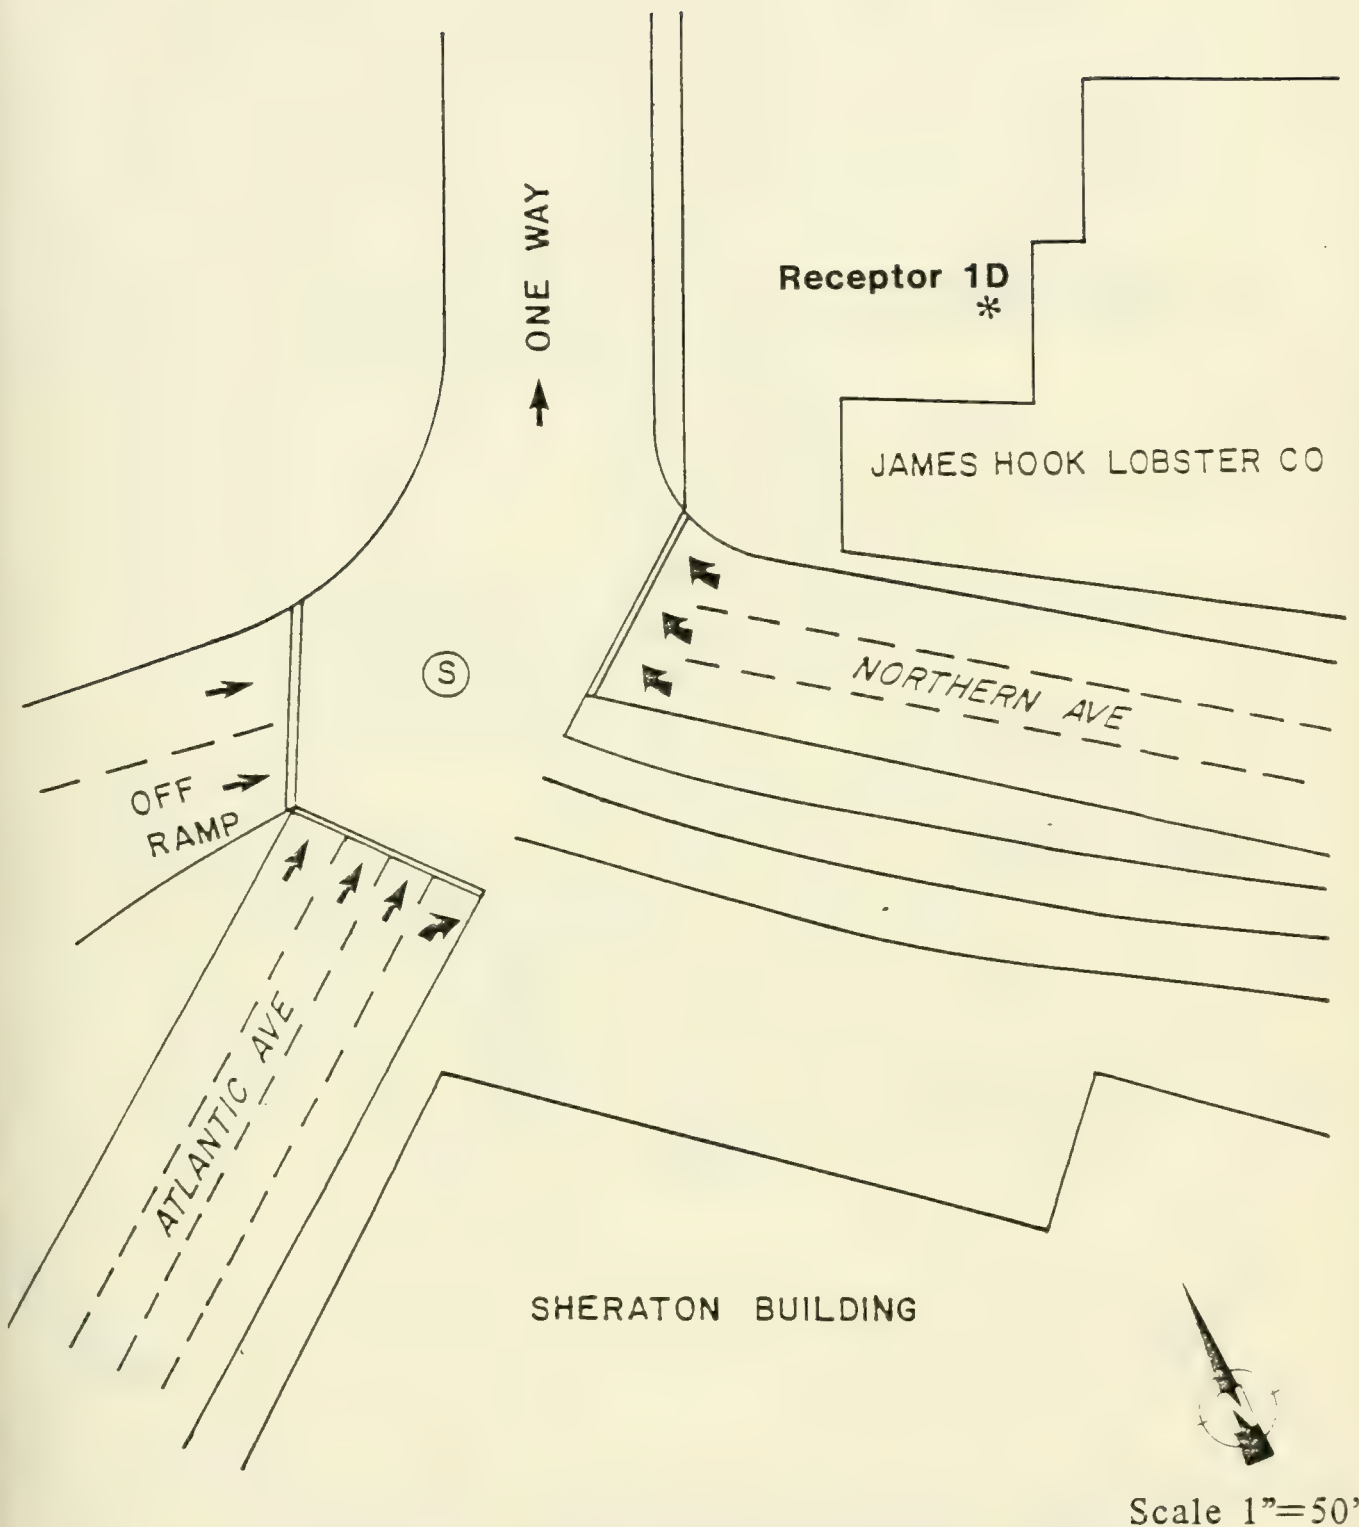 ONE WAY
Receptor 1D
*
JAMES HOOK LOBSTER CO
S
NORTHERN AVE
OFF
RAMP
ATLANTIC AVE
SHERATON BUILDING
Scale 1"=50'